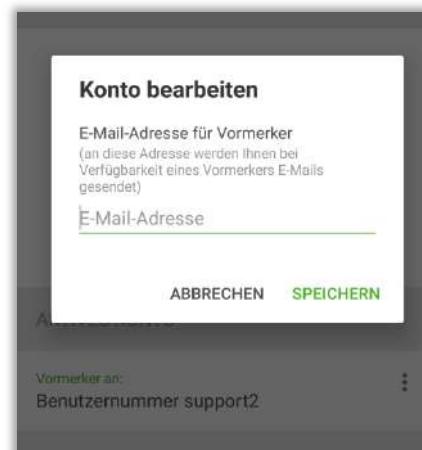 Konto bearbeiten
E-Mail-Adresse für Vormerker
(an diese Adresse werden Ihnen bei
Verfügbarkeit eines Vormerkers E-Mails
gesendet)
E-Mail-Adresse
ABBRECHEN SPEICHERN
Vormerker an:
Benutzernummer support2